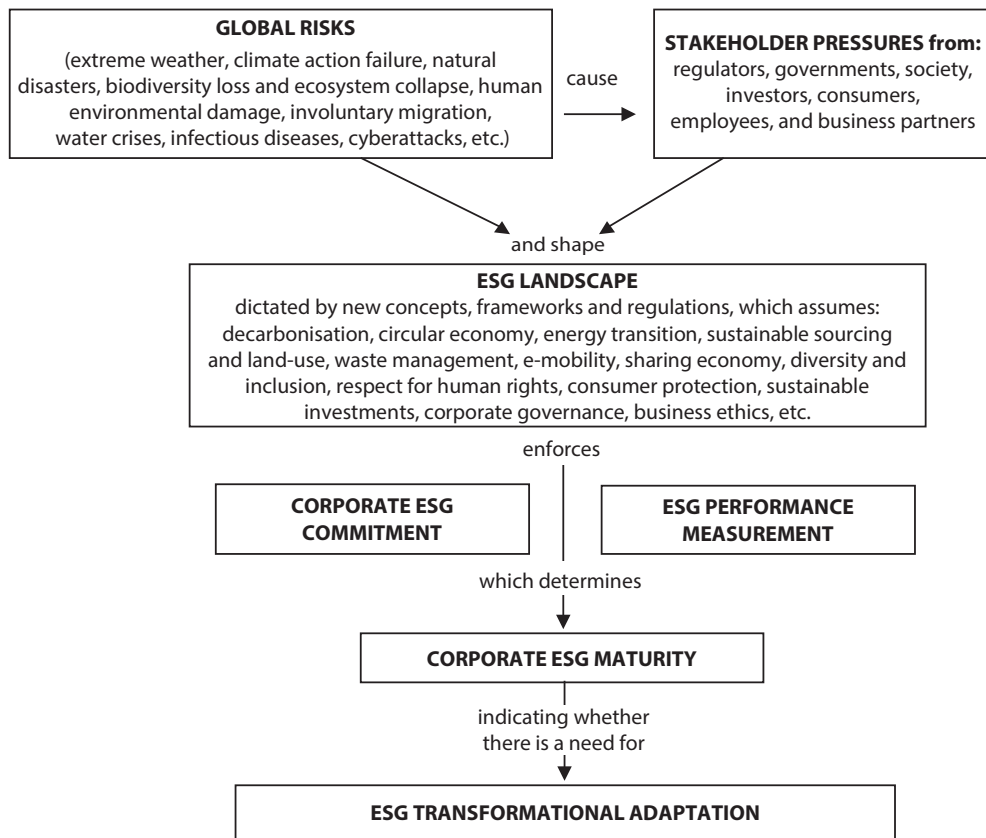 GLOBAL RISKS
(extreme weather, climate action failure, natural
disasters, biodiversity loss and ecosystem collapse, human
environmental damage, involuntary migration,
water crises, infectious diseases, cyberattacks, etc.)
cause
STAKEHOLDER PRESSURES from:
regulators, governments, society,
investors, consumers,
employees, and business partners
and shape
ESG LANDSCAPE
dictated by new concepts, frameworks and regulations, which assumes:
decarbonisation, circular economy, energy transition, sustainable sourcing
and land-use, waste management, e-mobility, sharing economy, diversity and
inclusion, respect for human rights, consumer protection, sustainable
investments, corporate governance, business ethics, etc.
enforces
CORPORATE ESG
COMMITMENT
ESG PERFORMANCE
MEASUREMENT
which determines
CORPORATE ESG MATURITY
indicating whether
there is a need for
ESG TRANSFORMATIONAL ADAPTATION